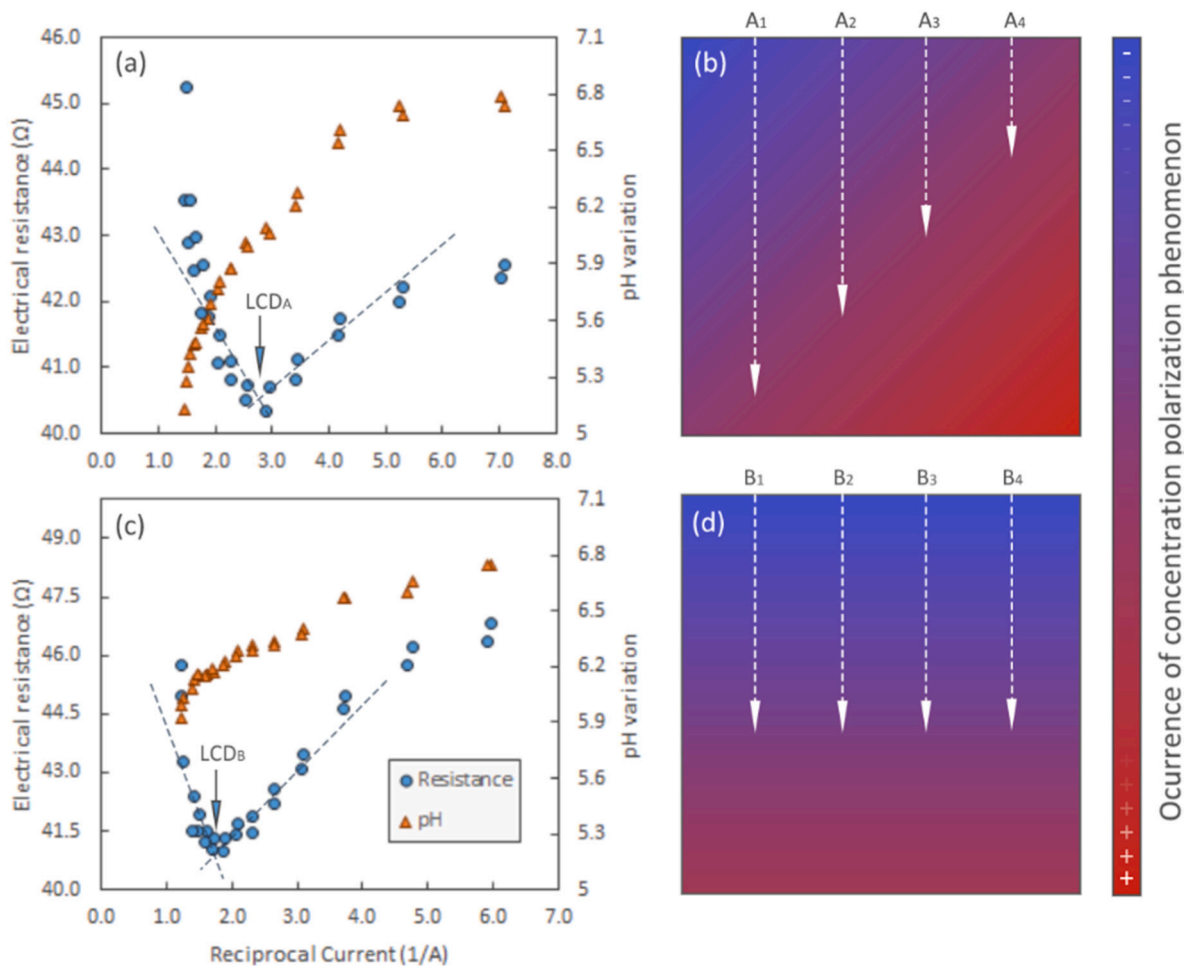 (a)
46.0
45.0
44.0
43.0
42.0
41.0
40.0
Electrical resistance (Ω)
7.1
6.8
6.5
6.2
5.9
5.6
5.3
5
pH variation
LCDA
0.0 1.0 2.0 3.0 4.0 5.0 6.0 7.0 8.0
A1 A2 A3 A4
(b)
(c)
49.0
47.5
46.0
44.5
43.0
41.5
40.0
Electrical resistance (Ω)
7.1
6.8
6.5
6.2
5.9
5.6
5.3
5
pH variation
LCDB
Resistance
pH
0.0 1.0 2.0 3.0 4.0 5.0 6.0 7.0
Reciprocal Current (1/A)
B1 B2 B3 B4
(d)
-
-
-
-
+
+
+
+
+
+
Ocurrence of concentration polarization phenomenon